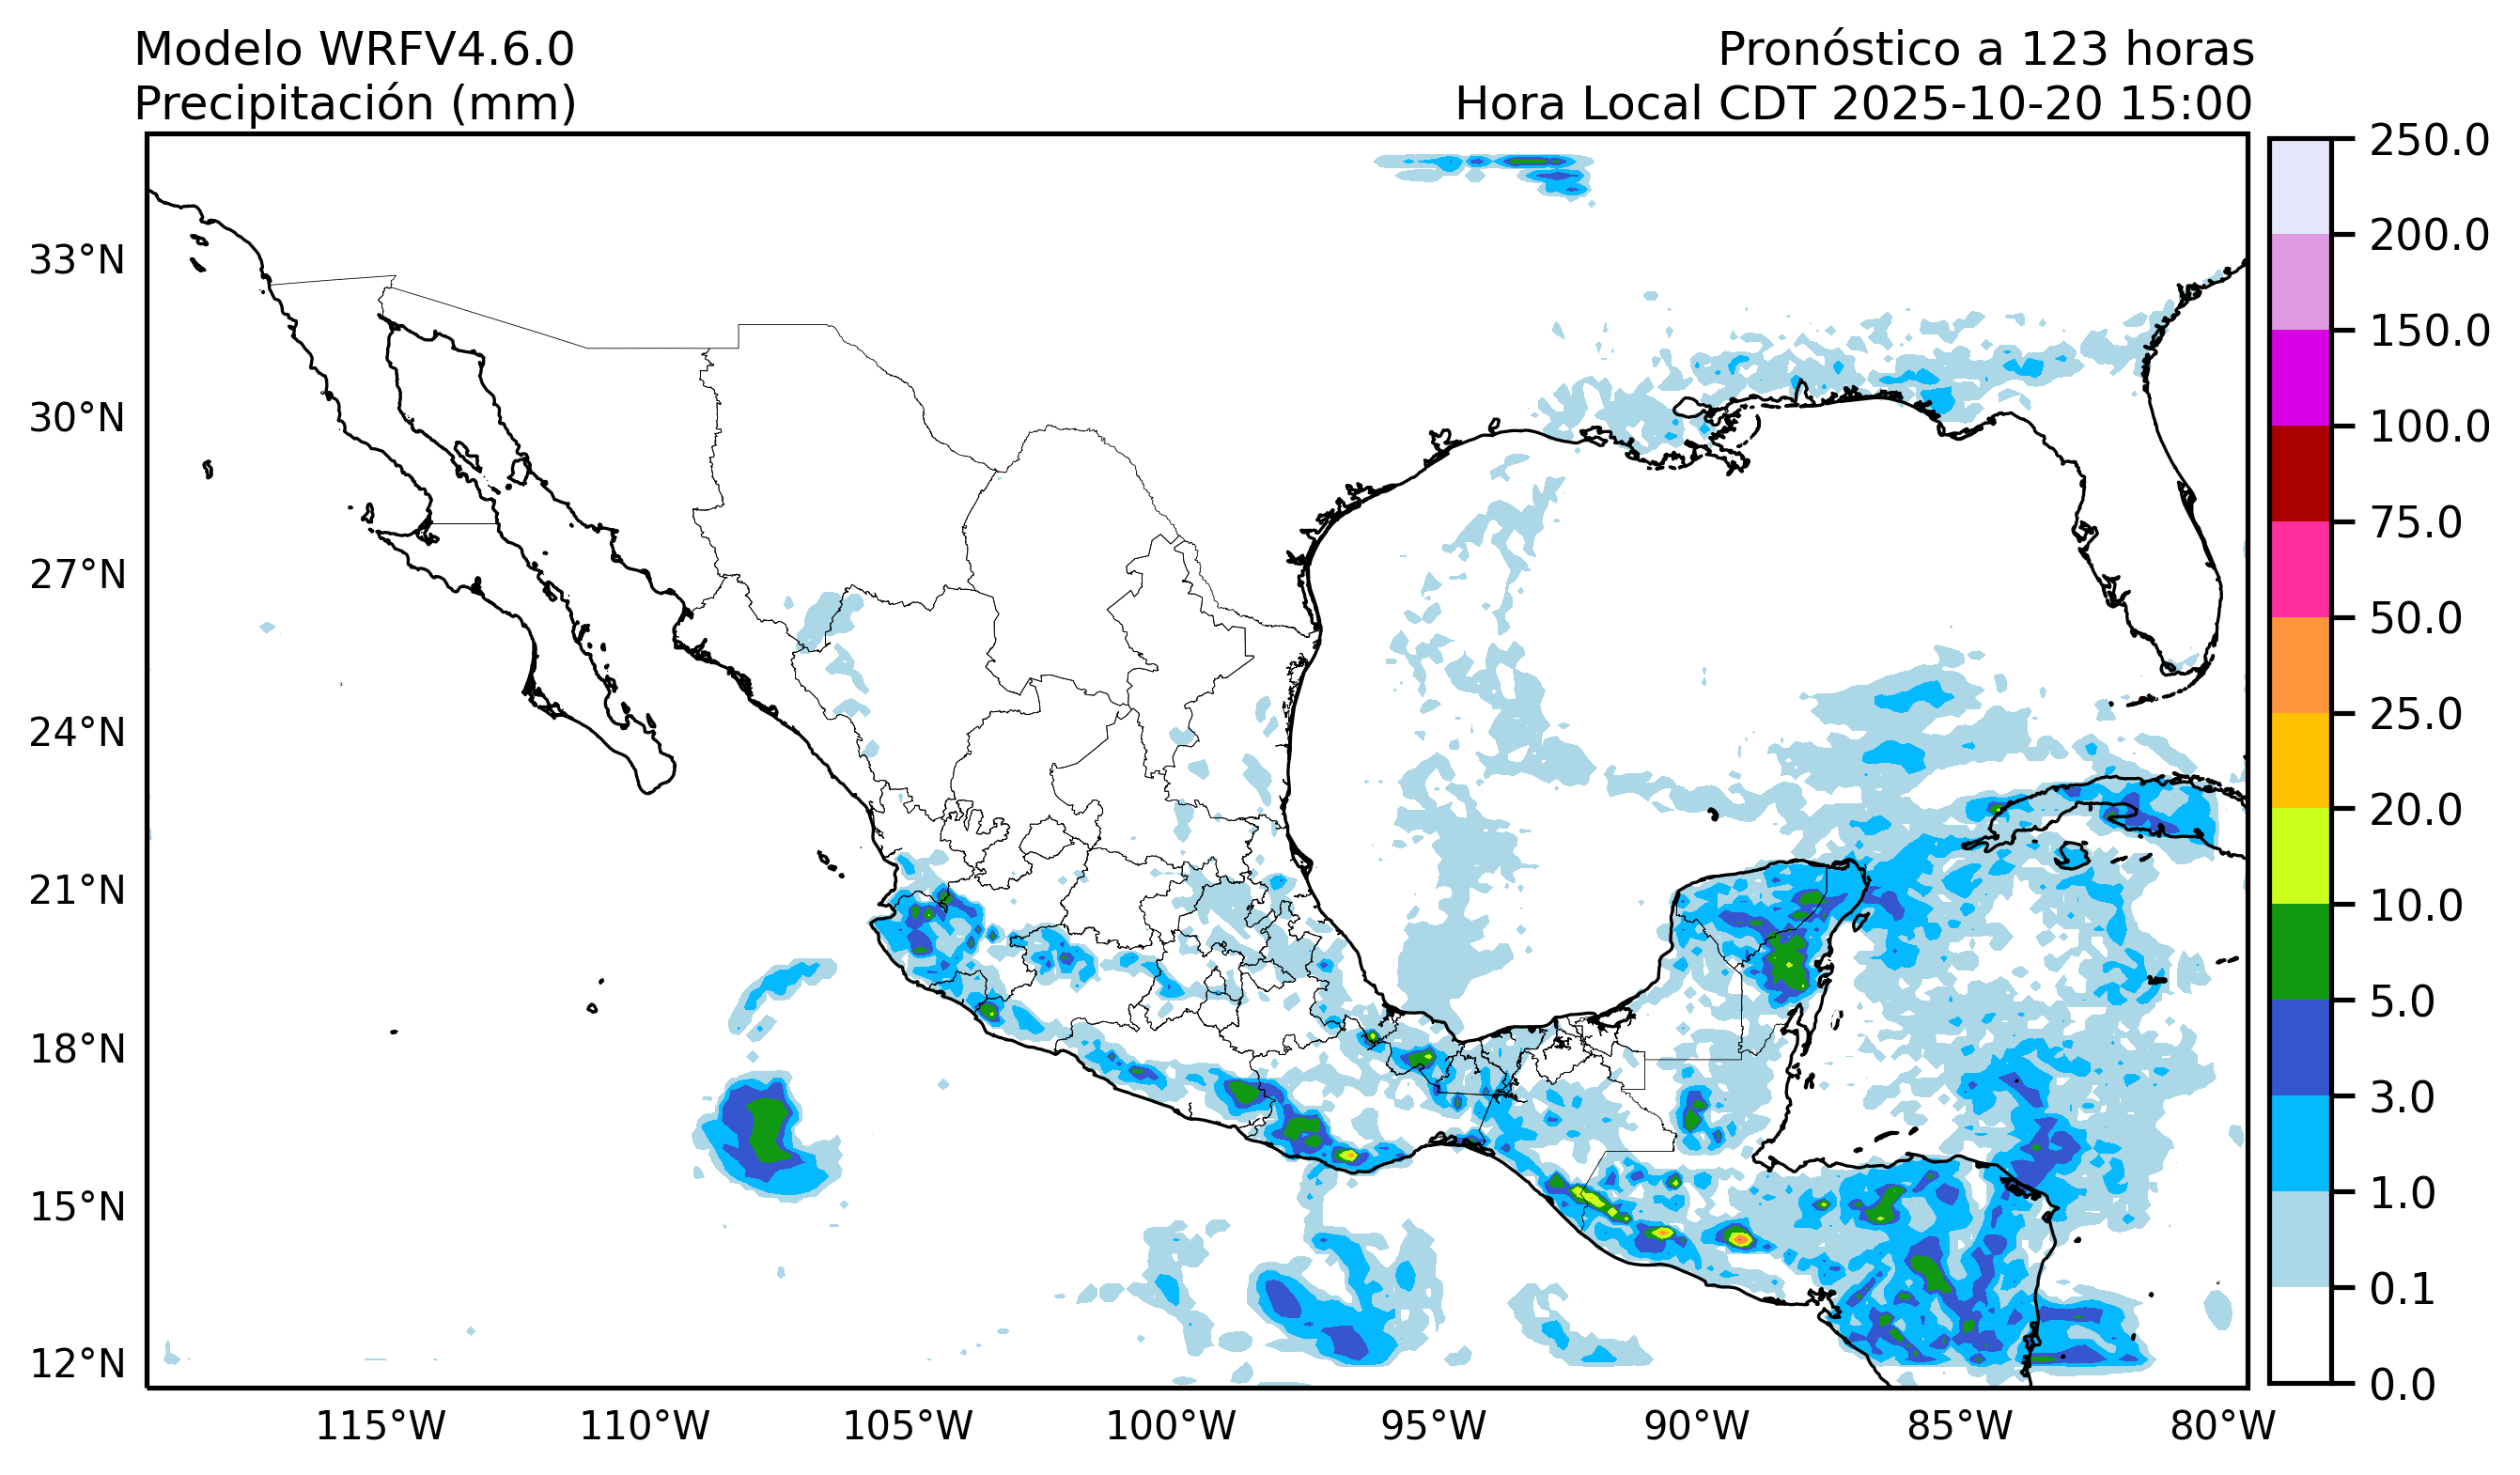 Modelo WRFV4.6.0
Precipitación (mm)
Pronóstico a 123 horas
Hora Local CDT 2025-10-20 15:00
33°N
30°N
27°N
24°N
21°N
18°N
15°N
12°N
115°W
110°W
105°W
100°W
95°W
90°W
85°W
80°W
250.0
200.0
150.0
100.0
75.0
50.0
25.0
20.0
10.0
5.0
3.0
1.0
0.1
0.0